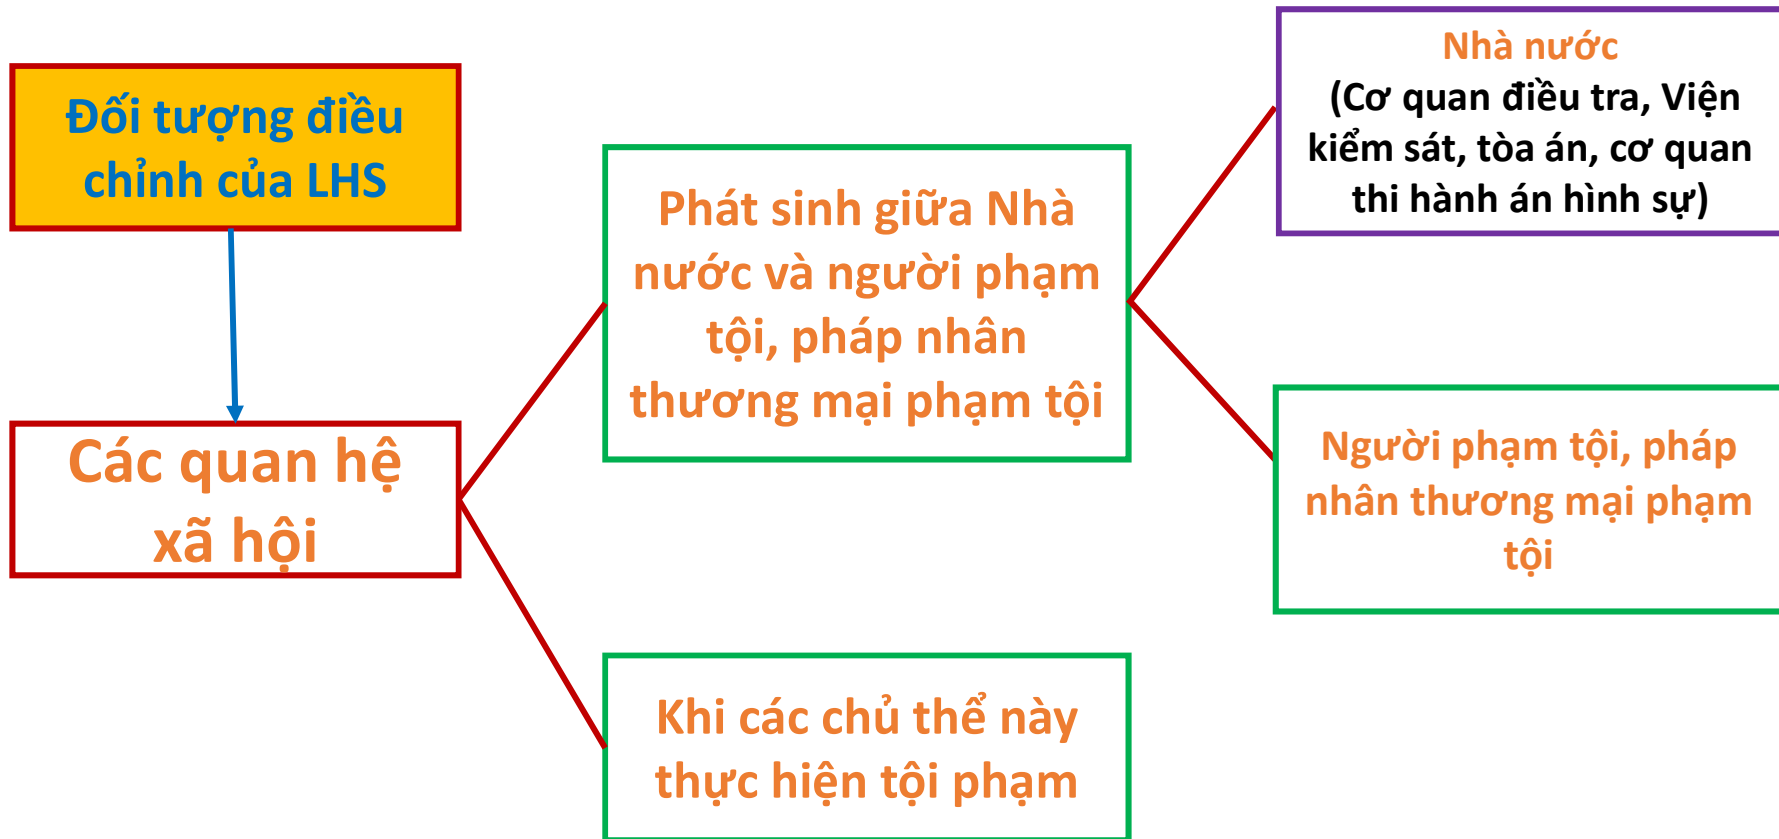 Đối tượng điều
chỉnh của LHS
Các quan hệ
xã hội
Phát sinh giữa Nhà
nước và người phạm
tội, pháp nhân
thương mại phạm tội
Khi các chủ thể này
thực hiện tội phạm
Nhà nước
(Cơ quan điều tra, Viện
kiểm sát, tòa án, cơ quan
thi hành án hình sự)
Người phạm tội, pháp
nhân thương mại phạm
tội